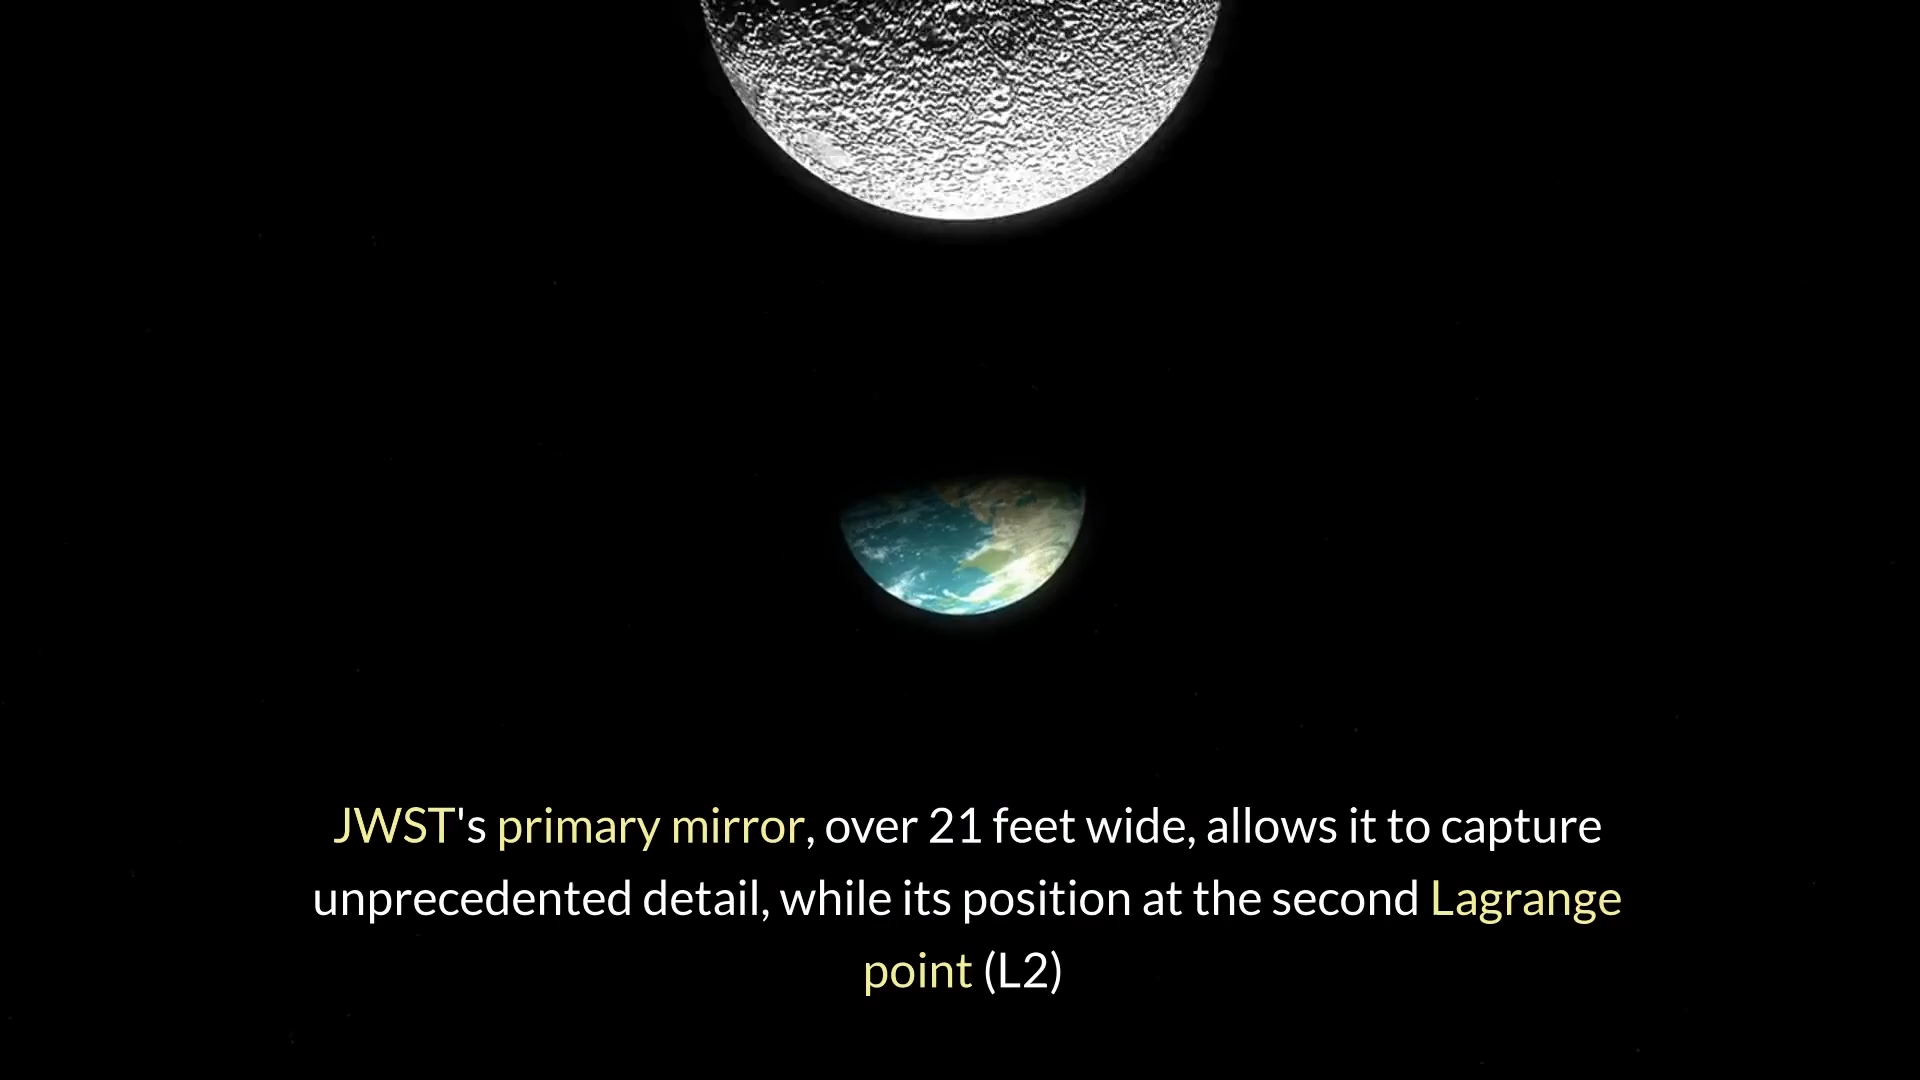 JWST's primary mirror, over 21 feet wide, allows it to capture
unprecedented detail, while its position at the second Lagrange
point (L2)